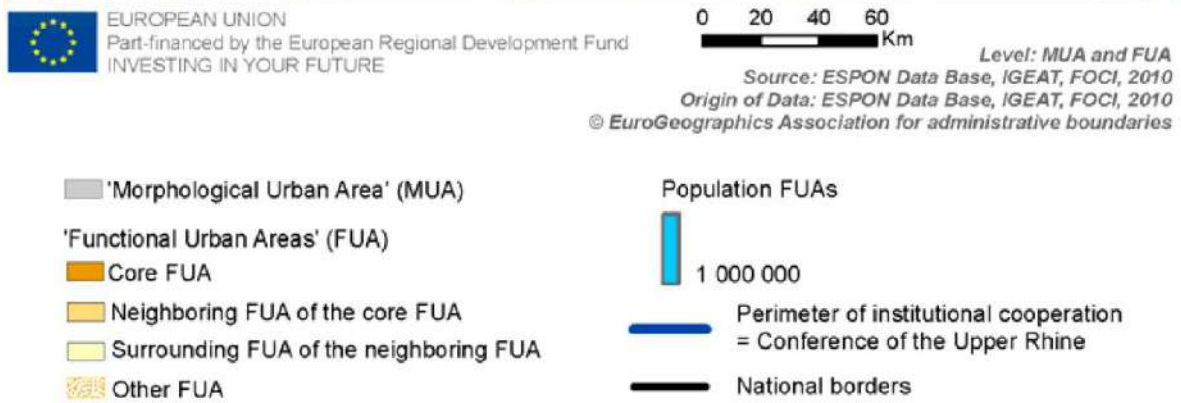 EUROPEAN UNION
Part-financed by the European Regional Development Fund
INVESTING IN YOUR FUTURE
0 20 40 60
Km
Level: MUA and FUA
Source: ESPON Data Base, IGEAT, FOCI, 2010
Origin of Data: ESPON Data Base, IGEAT, FOCI, 2010
© EuroGeographics Association for administrative boundaries
'Morphological Urban Area' (MUA)
'Functional Urban Areas' (FUA)
Core FUA
Neighboring FUA of the core FUA
Surrounding FUA of the neighboring FUA
Other FUA
Population FUAs
1 000 000
Perimeter of institutional cooperation
= Conference of the Upper Rhine
National borders